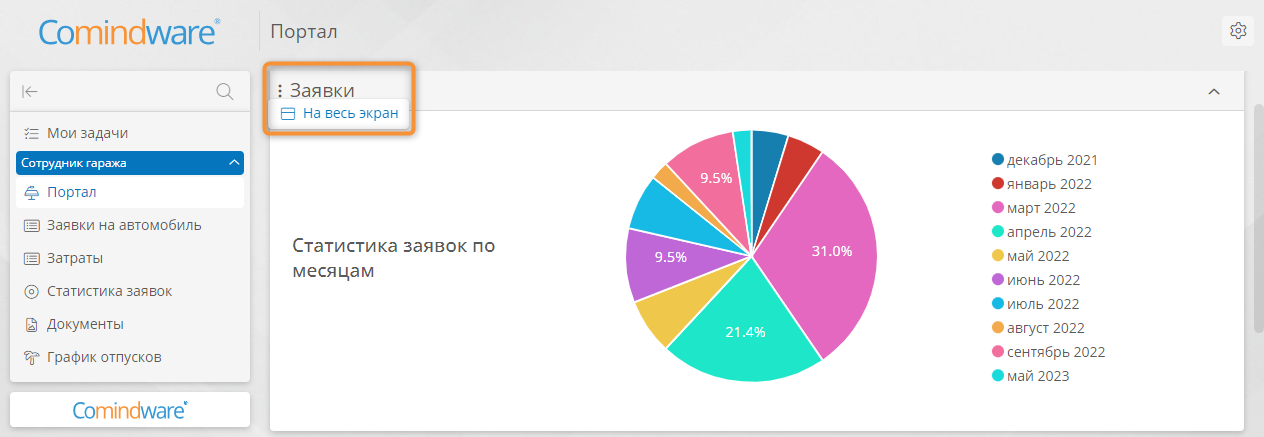 Comindware®
Портал
Мои задачи
Сотрудник гаража
Портал
Заявки на автомобиль
Затраты
Статистика заявок
Документы
График отпусков
Comindware
Заявки
На весь экран
Статистика заявок по
месяцам
9.5%
31.0%
9.5%
21.4%
декабрь 2021
январь 2022
март 2022
апрель 2022
май 2022
июнь 2022
июль 2022
август 2022
сентябрь 2022
май 2023